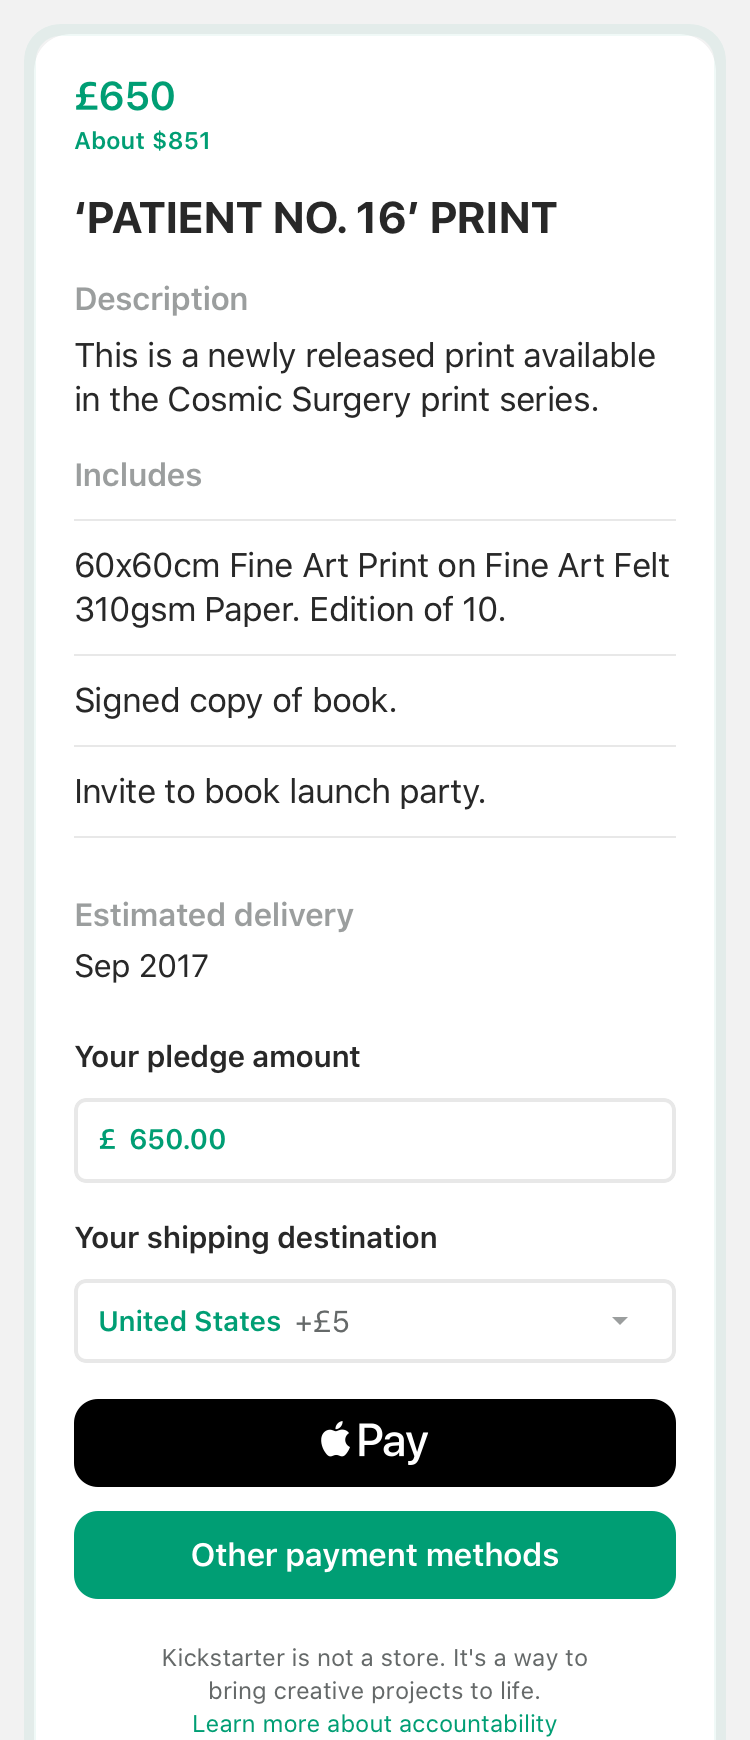 £650
About $851
‘PATIENT NO. 16’ PRINT
Description
This is a newly released print available
in the Cosmic Surgery print series.
Includes
60x60cm Fine Art Print on Fine Art Felt
310gsm Paper. Edition of 10.
Signed copy of book.
Invite to book launch party.
Estimated delivery
Sep 2017
Your pledge amount
£ 650.00
Your shipping destination
United States +£5
Pay
Other payment methods
Kickstarter is not a store. It's a way to
bring creative projects to life.
Learn more about accountability